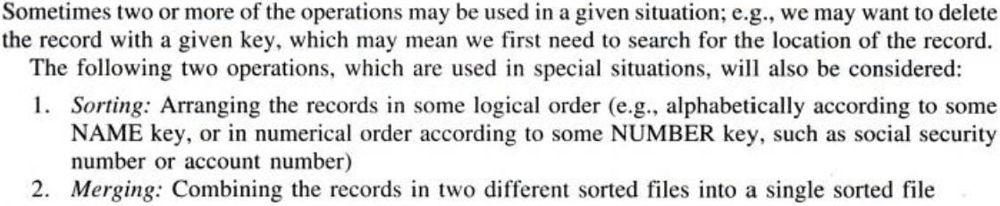 Sometimes two or more of the operations may be used in a given situation; e.g., we may want to delete
the record with a given key, which may mean we first need to search for the location of the record.
The following two operations, which are used in special situations, will also be considered:
1. Sorting: Arranging the records in some logical order (e.g., alphabetically according to some
NAME key, or in numerical order according to some NUMBER key, such as social security
number or account number)
2. Merging: Combining the records in two different sorted files into a single sorted file